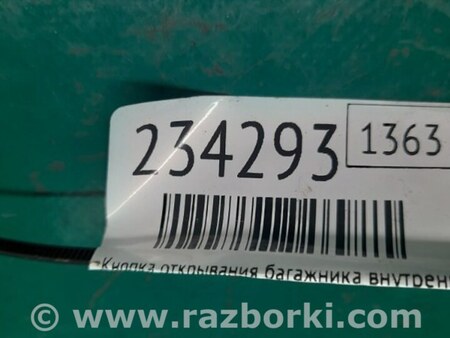 234293 1363
Кнопка открывания багажника внутрен
© www.razborki.com